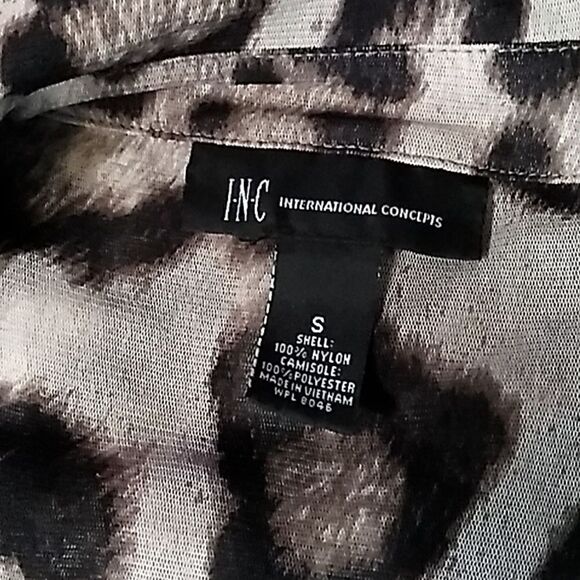 I·N·C INTERNATIONAL CONCEPTS
S
SHELL:
100% NYLON
CAMISOLE:
100% POLYESTER
MADE IN VIETNAM
WPL 8046